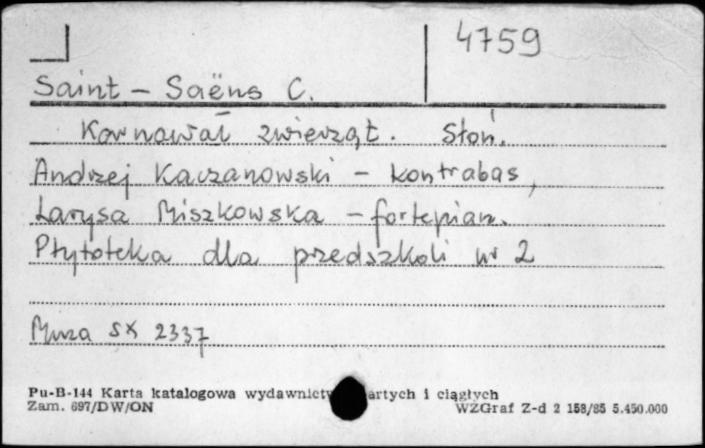 4759
Saint - Saëns C.
Karnawał zwierząt. Słoń.
Andrzej Kaczanowski - kontrabas,
Larysa Miszkowska - fortepian.
Płytoteka dla przedszkoli nr 2
Muza SX 2337
Pu-B-144 Karta katalogowa wydawnict artych i ciągłych
Zam. 697/DW/ON WZGraf Z-d 2 158/85 5.450.000